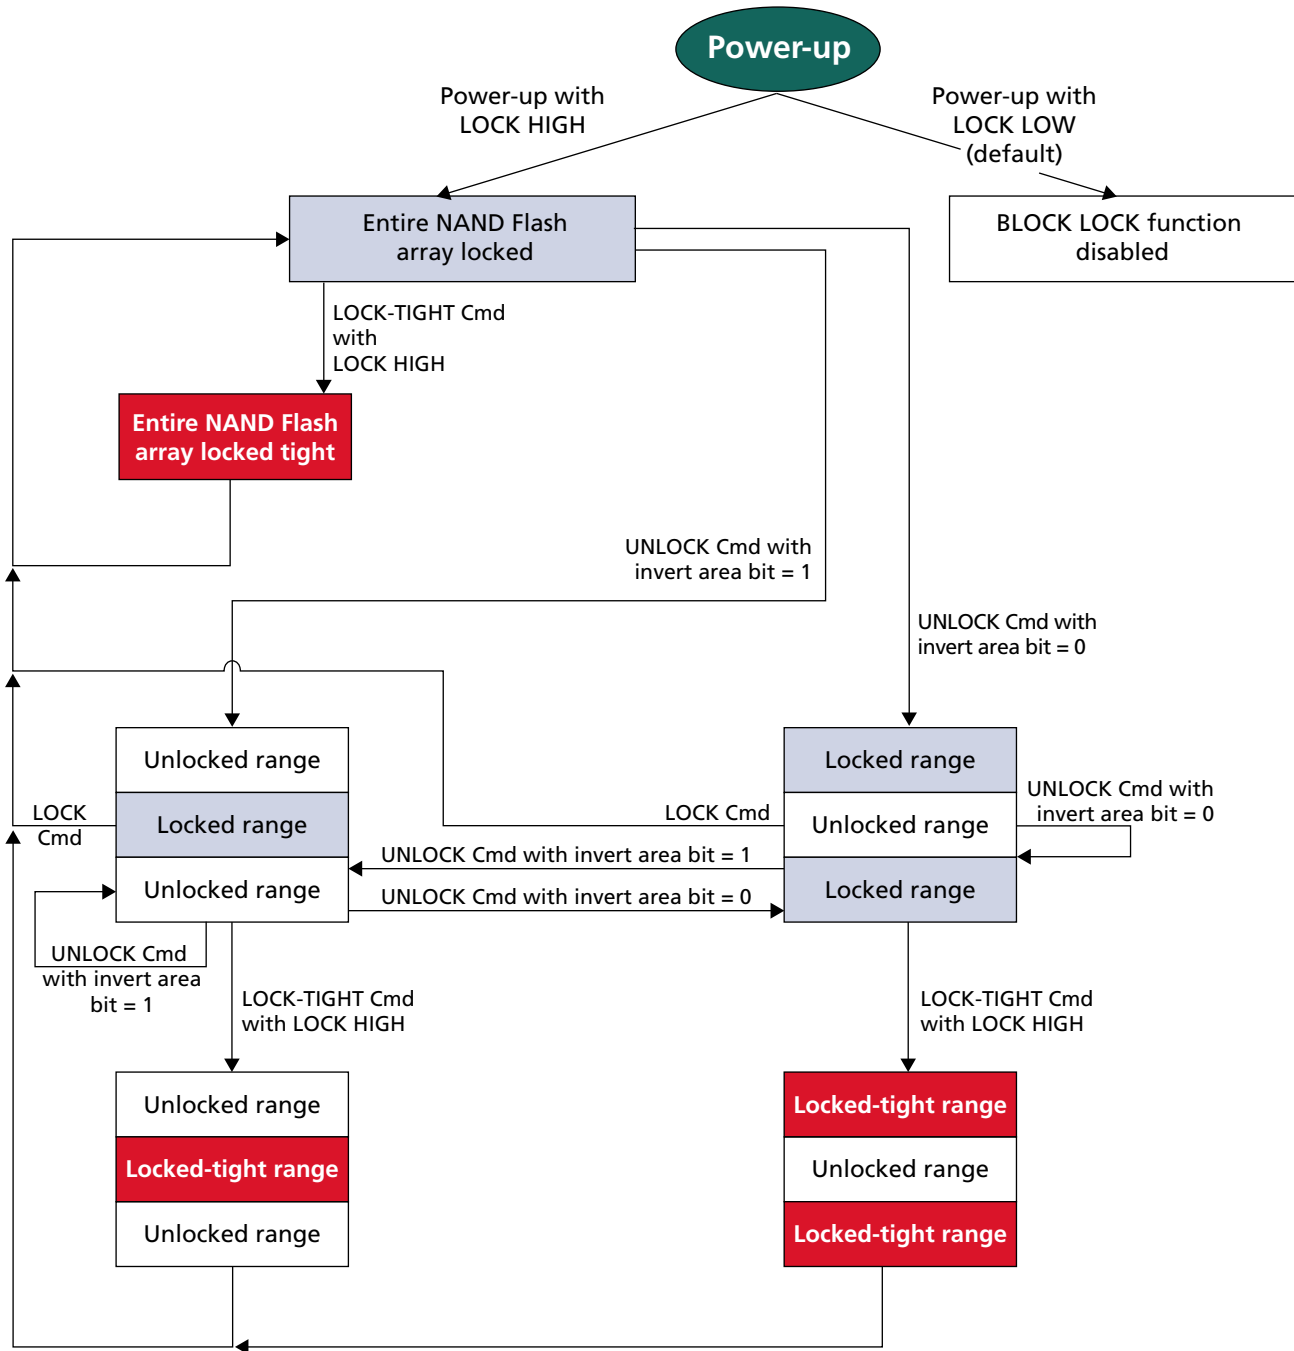 Power-up
Power-up with
LOCK HIGH
Power-up with
LOCK LOW
(default)
Entire NAND Flash
array locked
BLOCK LOCK function
disabled
LOCK-TIGHT Cmd
with
LOCK HIGH
Entire NAND Flash
array locked tight
UNLOCK Cmd with
invert area bit = 1
UNLOCK Cmd with
invert area bit = 0
Unlocked range
Locked range
Unlocked range
LOCK
Cmd
LOCK Cmd
Locked range
Unlocked range
Locked range
UNLOCK Cmd with
invert area bit = 0
UNLOCK Cmd with invert area bit = 1
UNLOCK Cmd with invert area bit = 0
UNLOCK Cmd
with invert area
bit = 1
LOCK-TIGHT Cmd
with LOCK HIGH
LOCK-TIGHT Cmd
with LOCK HIGH
Unlocked range
Locked-tight range
Unlocked range
Locked-tight range
Unlocked range
Locked-tight range